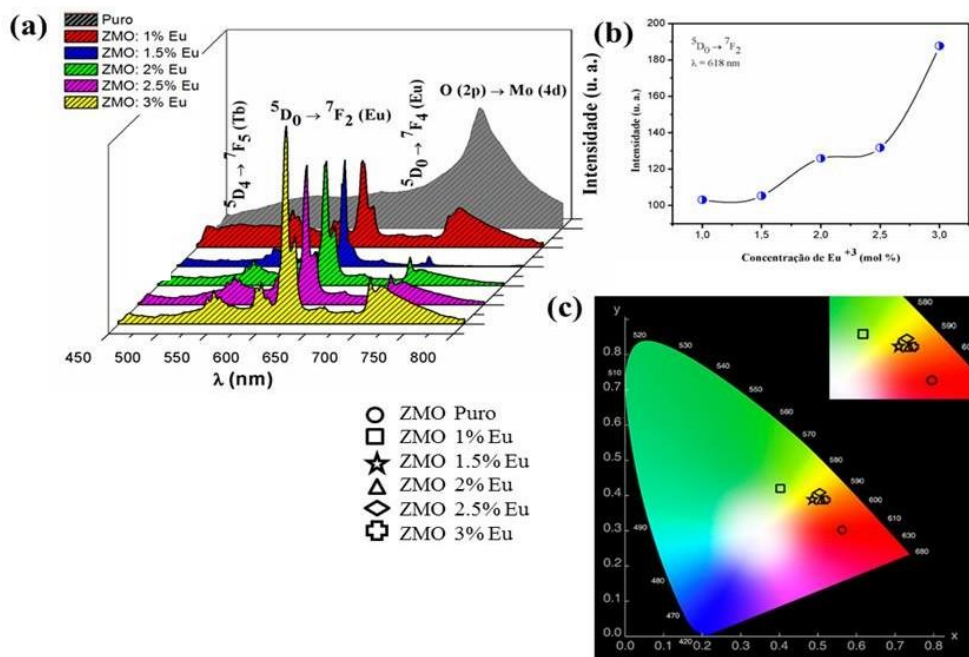 (a)
Puro
ZMO: 1% Eu
ZMO: 1.5% Eu
ZMO: 2% Eu
ZMO: 2.5% Eu
ZMO: 3% Eu
⁵D₄→⁷F₅ (Tb)
⁵D₀→⁷F₂ (Eu)
⁵D₀→⁷F₄ (Eu)
O (2p)→Mo (4d)
450 500 550 600 650 700 750 800
λ (nm)
(b)
⁵D₀→⁷F₂
λ = 618 nm
Intensidade (u. a.)
Intensidade (u. a.)
200
180
160
140
120
100
1,0 1,5 2,0 2,5 3,0
Concentração de Eu ⁺³ (mol %)
ZMO Puro
ZMO 1% Eu
ZMO 1.5% Eu
ZMO 2% Eu
ZMO 2.5% Eu
ZMO 3% Eu
(c)
y
0.8
0.7
0.6
0.5
0.4
0.3
0.2
0.1
0.0
0.0 0.1 0.2 0.3 0.4 0.5 0.6 0.7 0.8
x
420
470
480
490
510
520
530
540
550
560
570
580
590
600
610
630
680
580
590